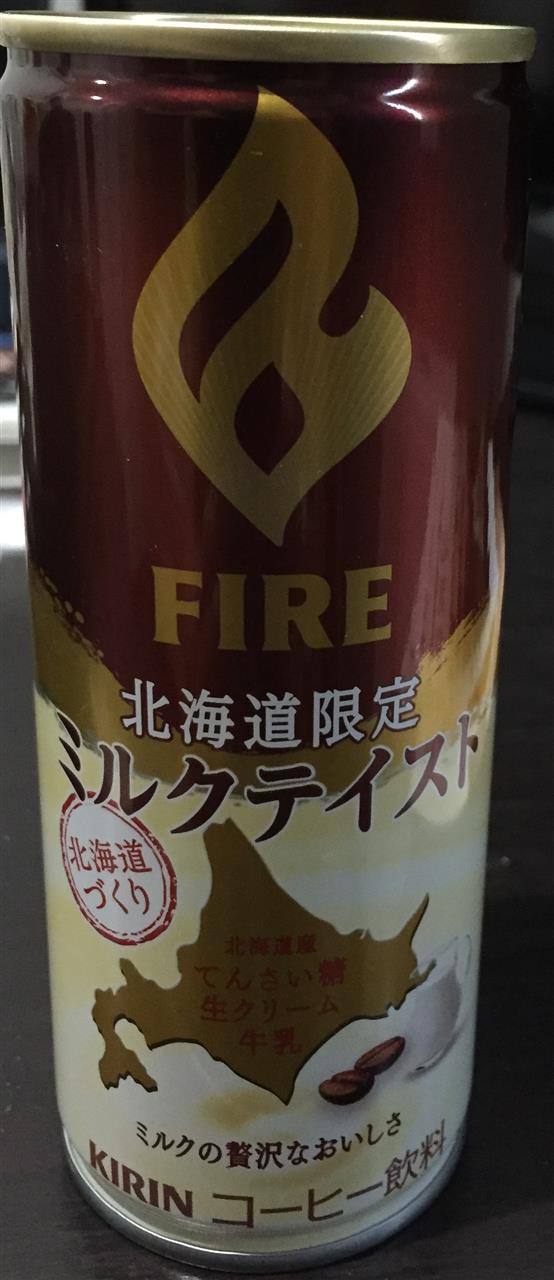 FIRE
北海道限定
ミルクテイスト
北海道
づくり
北海道産
てんさい糖
生クリーム
牛乳
ミルクの贅沢なおいしさ
KIRIN コーヒー飲料